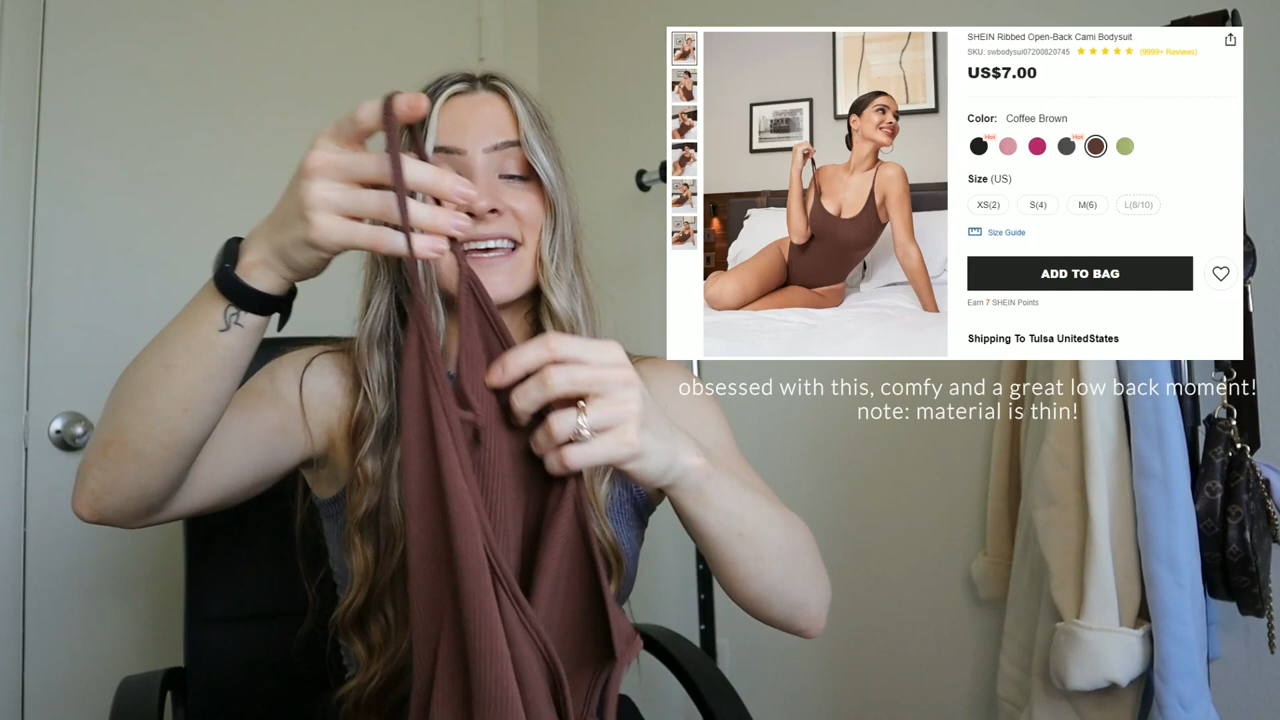 SHEIN Ribbed Open-Back Cami Bodysuit
SKU: swbodysui07200820745 (9999+ Reviews)
US$7.00
Color: Coffee Brown
Hot Hot
Size (US)
XS(2) S(4) M(6) L(8/10)
Size Guide
ADD TO BAG
Earn 7 SHEIN Points
Shipping To Tulsa UnitedStates
obsessed with this, comfy and a great low back moment!
note: material is thin!